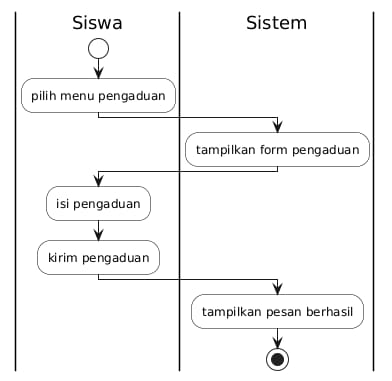 Siswa
Sistem
pilih menu pengaduan
tampilkan form pengaduan
isi pengaduan
kirim pengaduan
tampilkan pesan berhasil